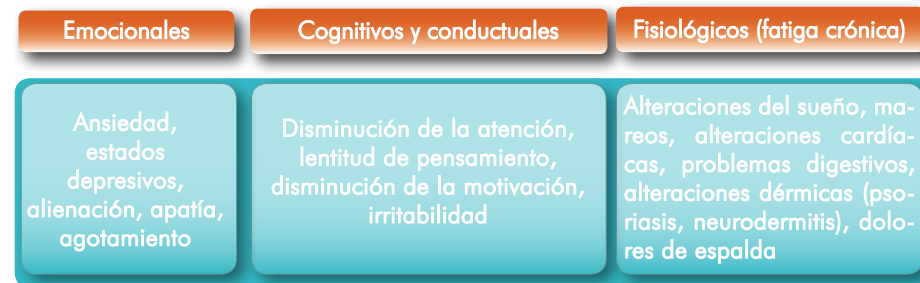 Emocionales
Cognitivos y conductuales
Fisiológicos (fatiga crónica)
Ansiedad,
estados
depresivos,
alienación, apatía,
agotamiento
Disminución de la atención,
lentitud de pensamiento,
disminución de la motivación,
irritabilidad
Alteraciones del sueño, ma-
reos, alteraciones cardía-
cas, problemas digestivos,
alteraciones dérmicas (pso-
riasis, neurodermitis), dolo-
res de espalda